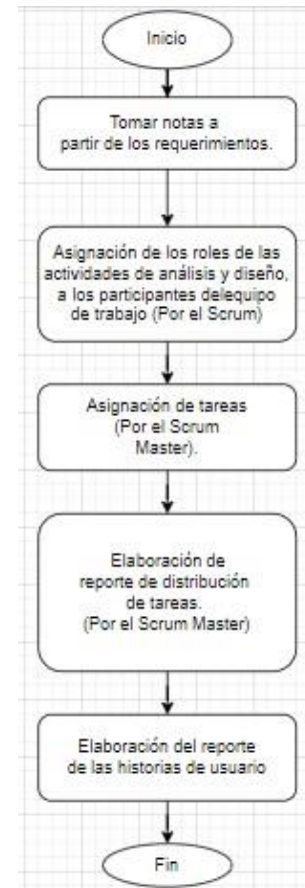 Inicio
Tomar notas a
partir de los requerimientos.
Asignación de los roles de las
actividades de análisis y diseño,
a los participantes delequipo
de trabajo (Por el Scrum)
Asignación de tareas
(Por el Scrum
Master).
Elaboración de
reporte de distribución
de tareas.
(Por el Scrum Master)
Elaboración del reporte
de las historias de usuario
Fin